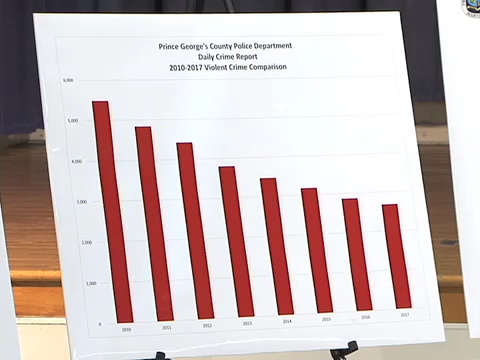 Prince George's County Police Department
Daily Crime Report
2010-2017 Violent Crime Comparison
6,000
5,000
4,000
3,000
2,000
1,000
0
2010 2011 2012 2013 2014 2015 2016 2017